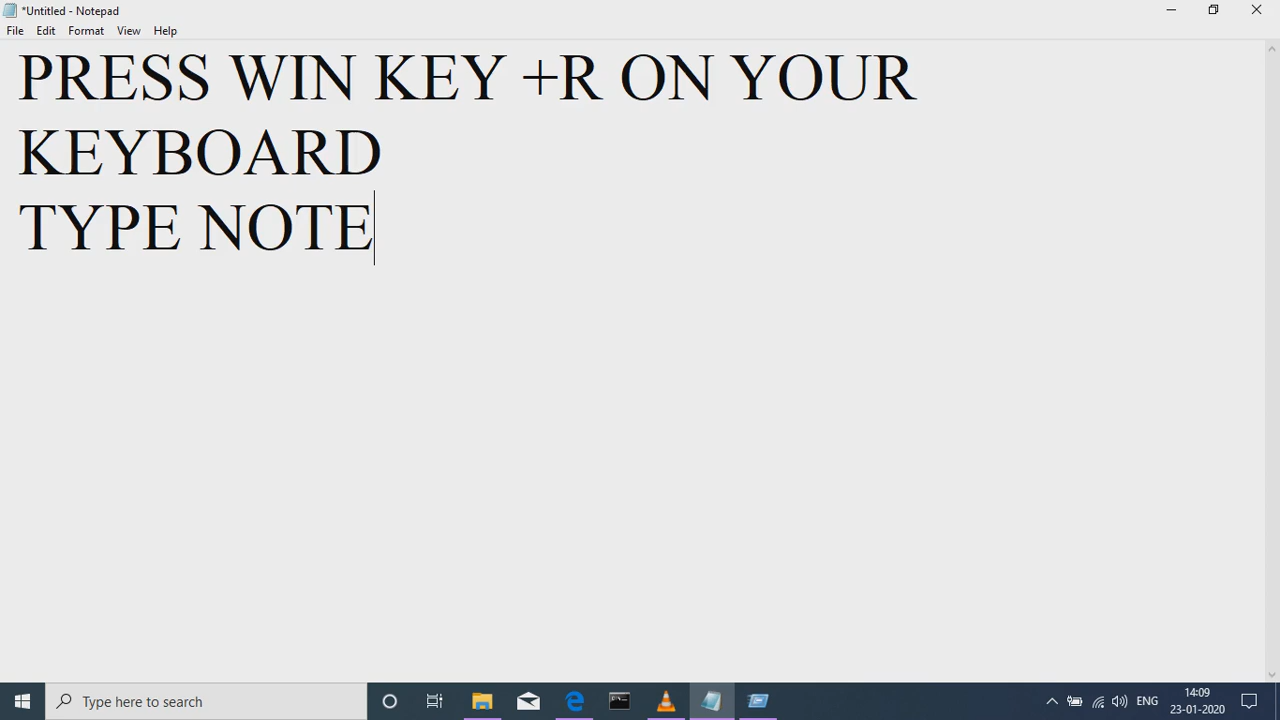 *Untitled - Notepad
File Edit Format View Help
PRESS WIN KEY +R ON YOUR
KEYBOARD
TYPE NOTE
Type here to search
ENG
14:09
23-01-2020